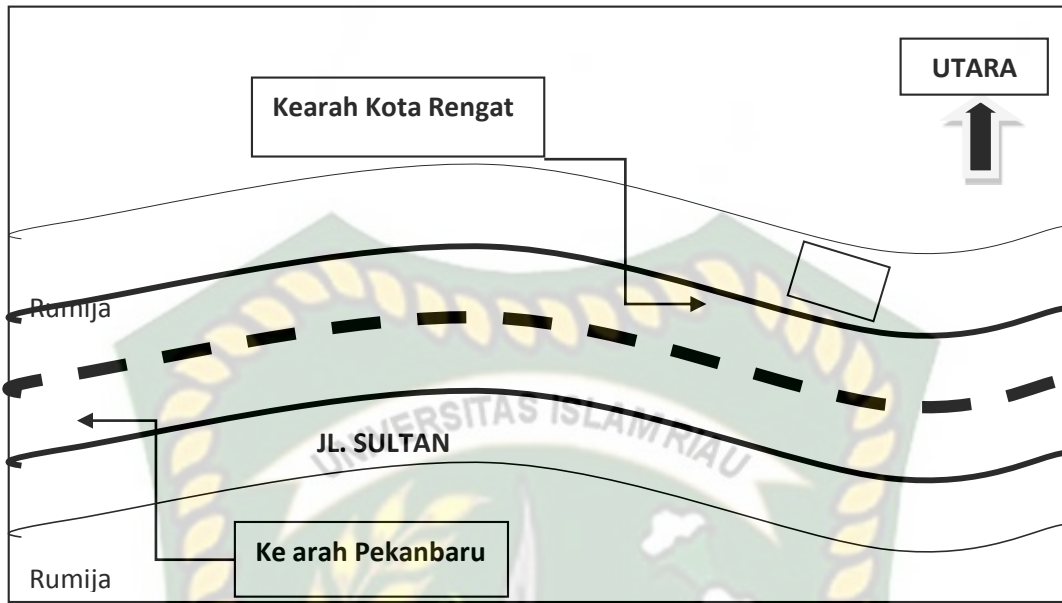 UTARA
Kearah Kota Rengat
Rumija
UNIVERSITAS ISLAM RIAU
JL. SULTAN
Ke arah Pekanbaru
Rumija